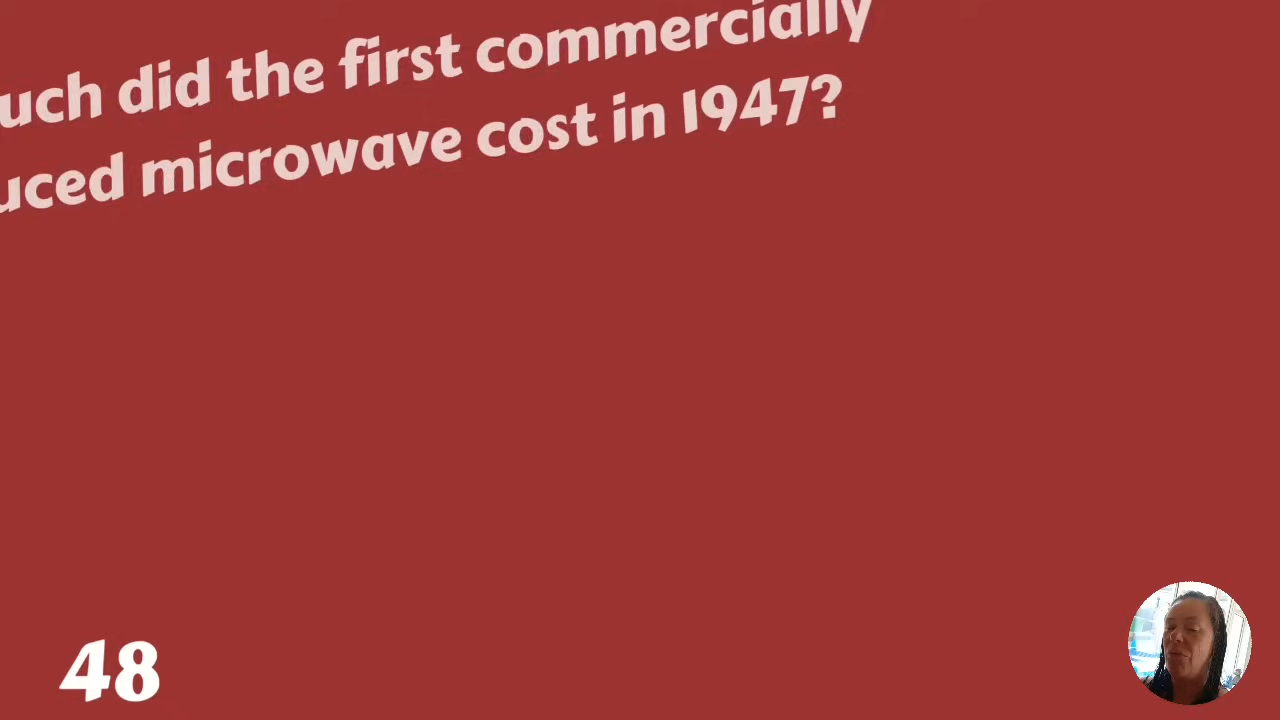 uch did the first commercially
uced microwave cost in 1947?
48